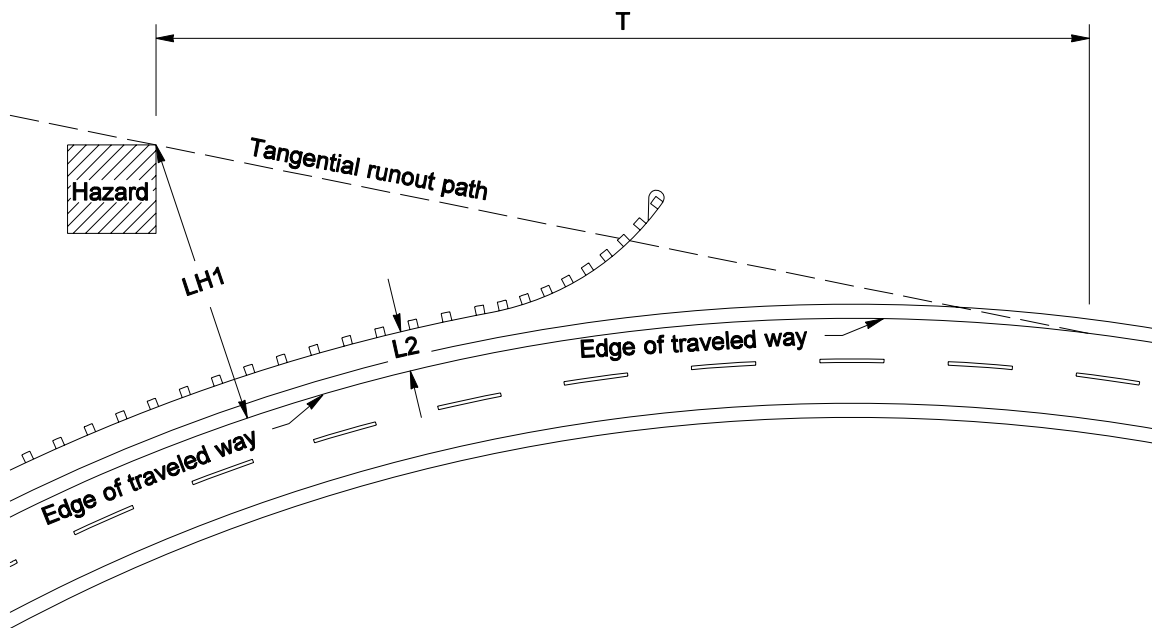 T
Tangential runout path
Hazard
LH1
L2
Edge of traveled way
Edge of traveled way